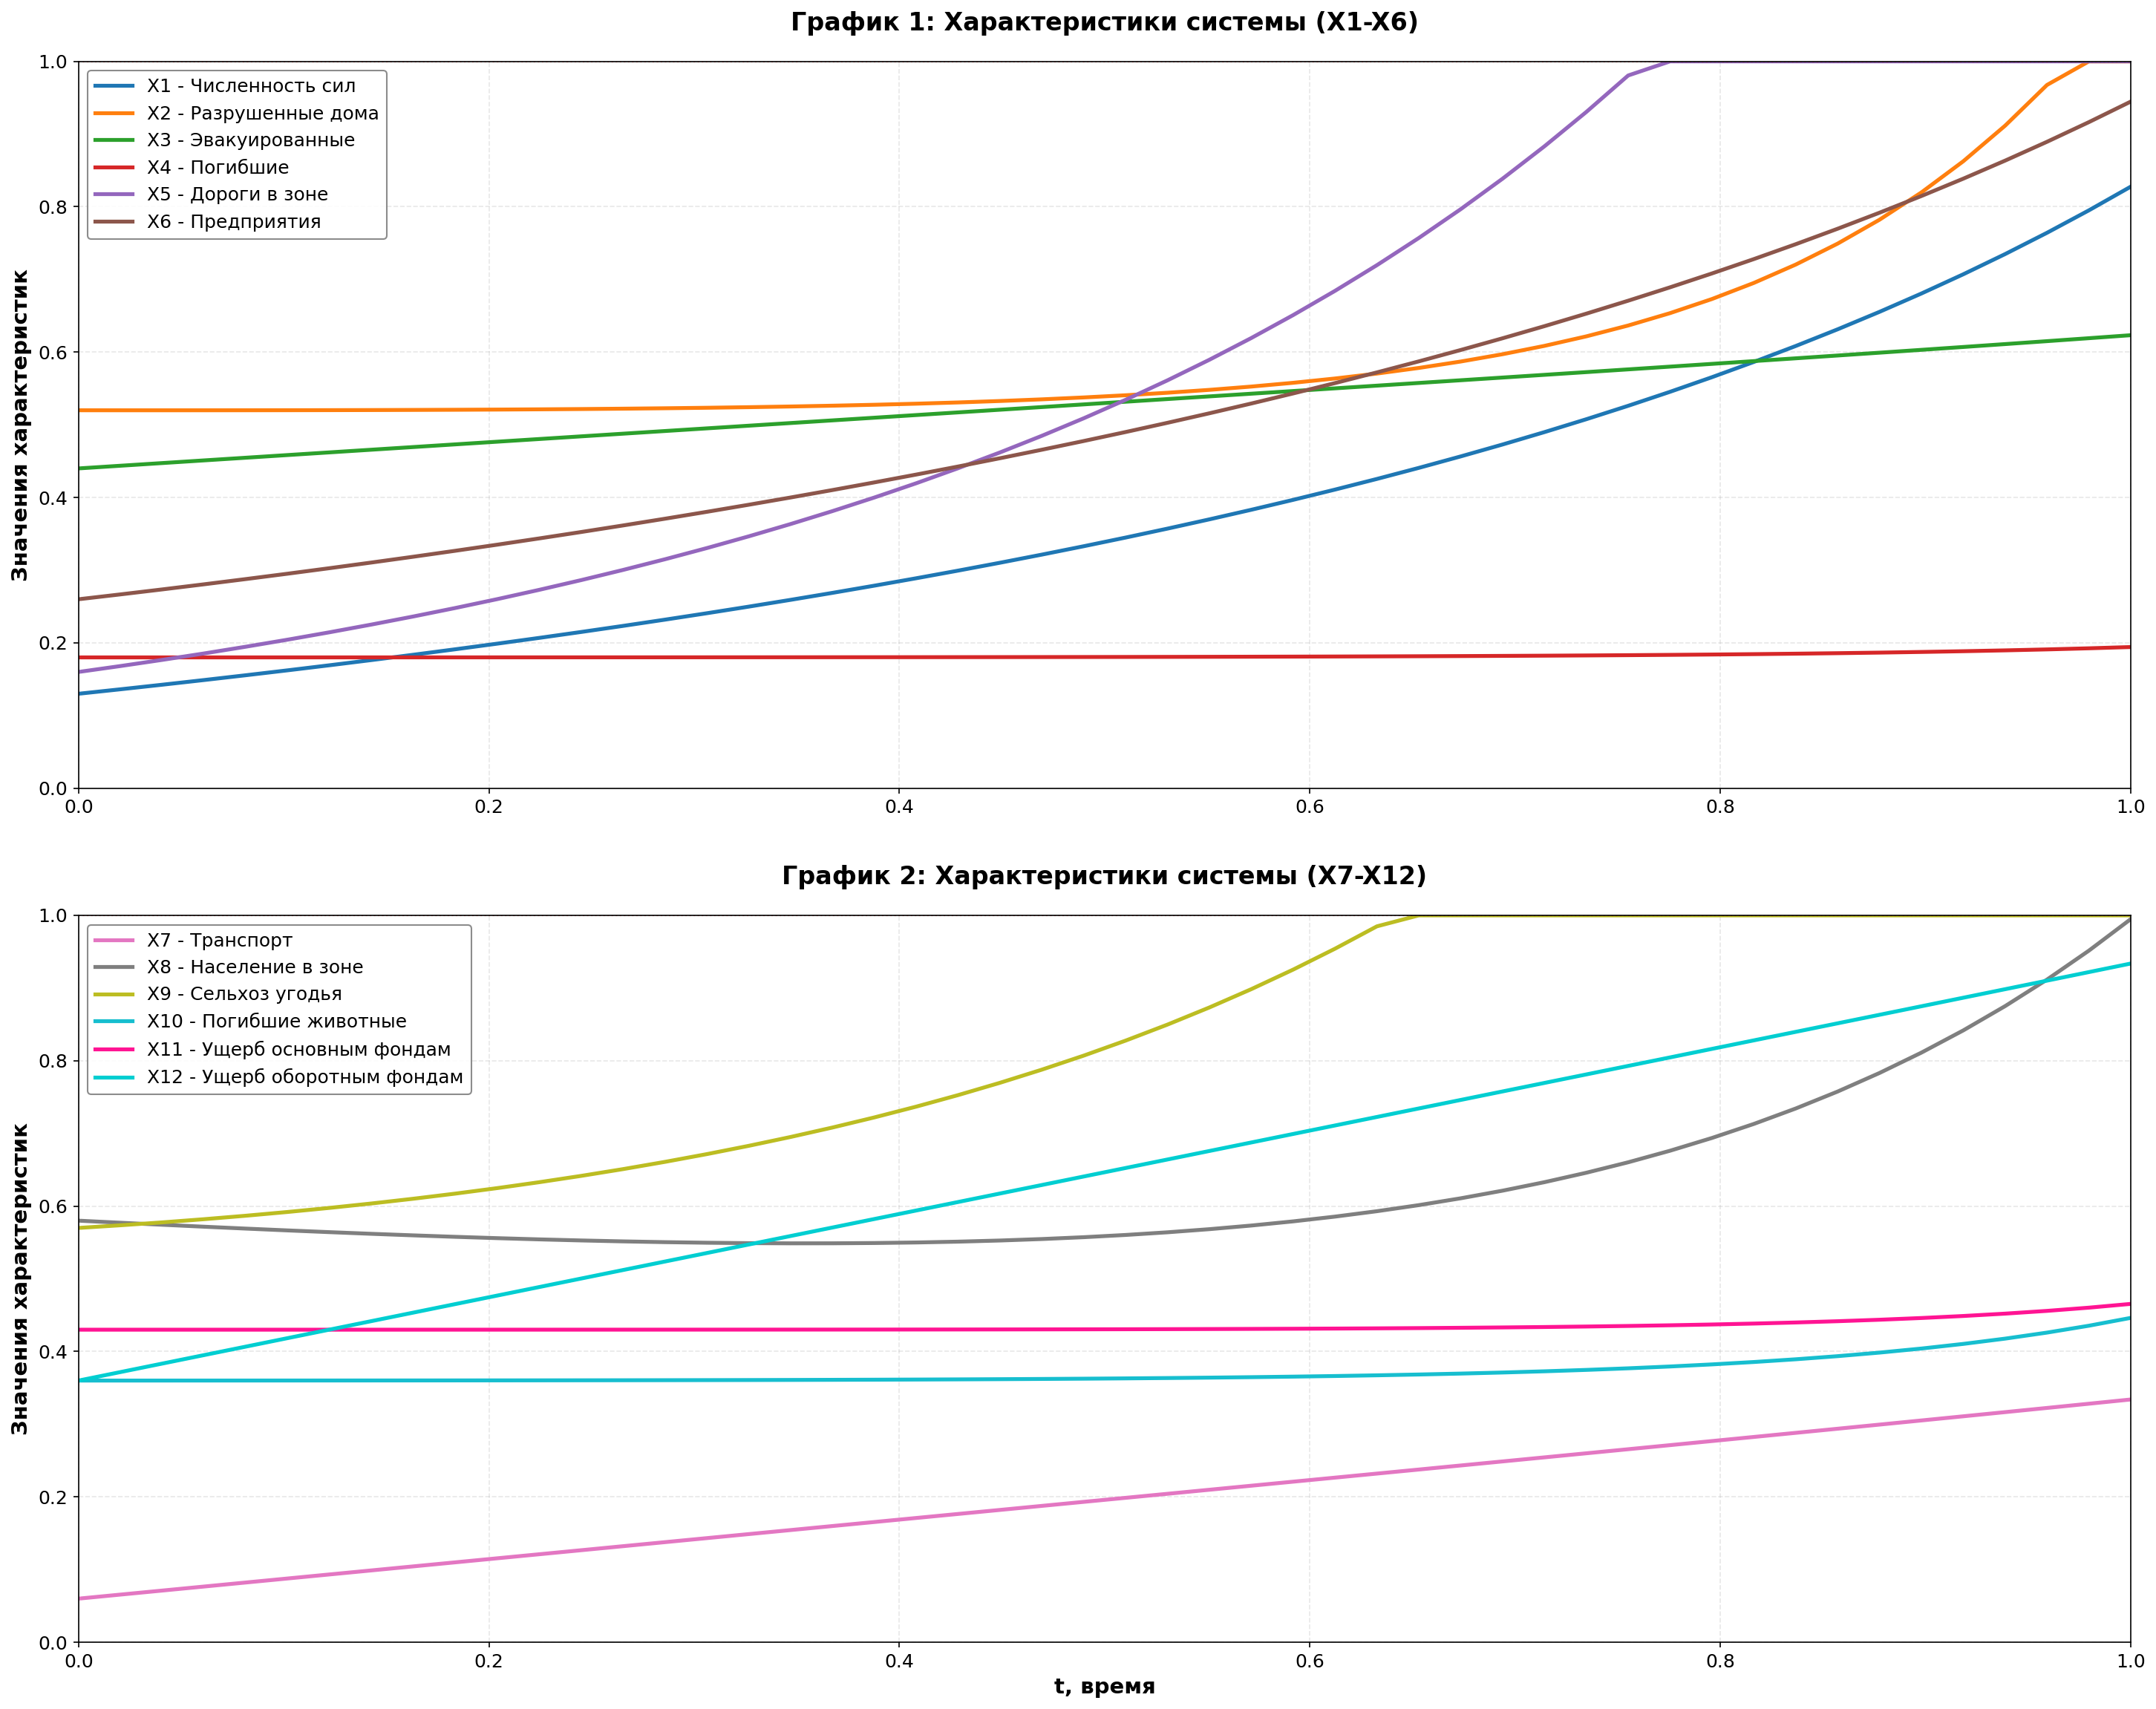 График 1: Характеристики системы (X1-X6)
Значения характеристик
1.0
0.8
0.6
0.4
0.2
0.0
X1 - Численность сил
X2 - Разрушенные дома
X3 - Эвакуированные
X4 - Погибшие
X5 - Дороги в зоне
X6 - Предприятия
0.0 0.2 0.4 0.6 0.8 1.0
График 2: Характеристики системы (X7-X12)
Значения характеристик
1.0
0.8
0.6
0.4
0.2
0.0
X7 - Транспорт
X8 - Население в зоне
X9 - Сельхоз угодья
X10 - Погибшие животные
X11 - Ущерб основным фондам
X12 - Ущерб оборотным фондам
0.0 0.2 0.4 0.6 0.8 1.0
t, время